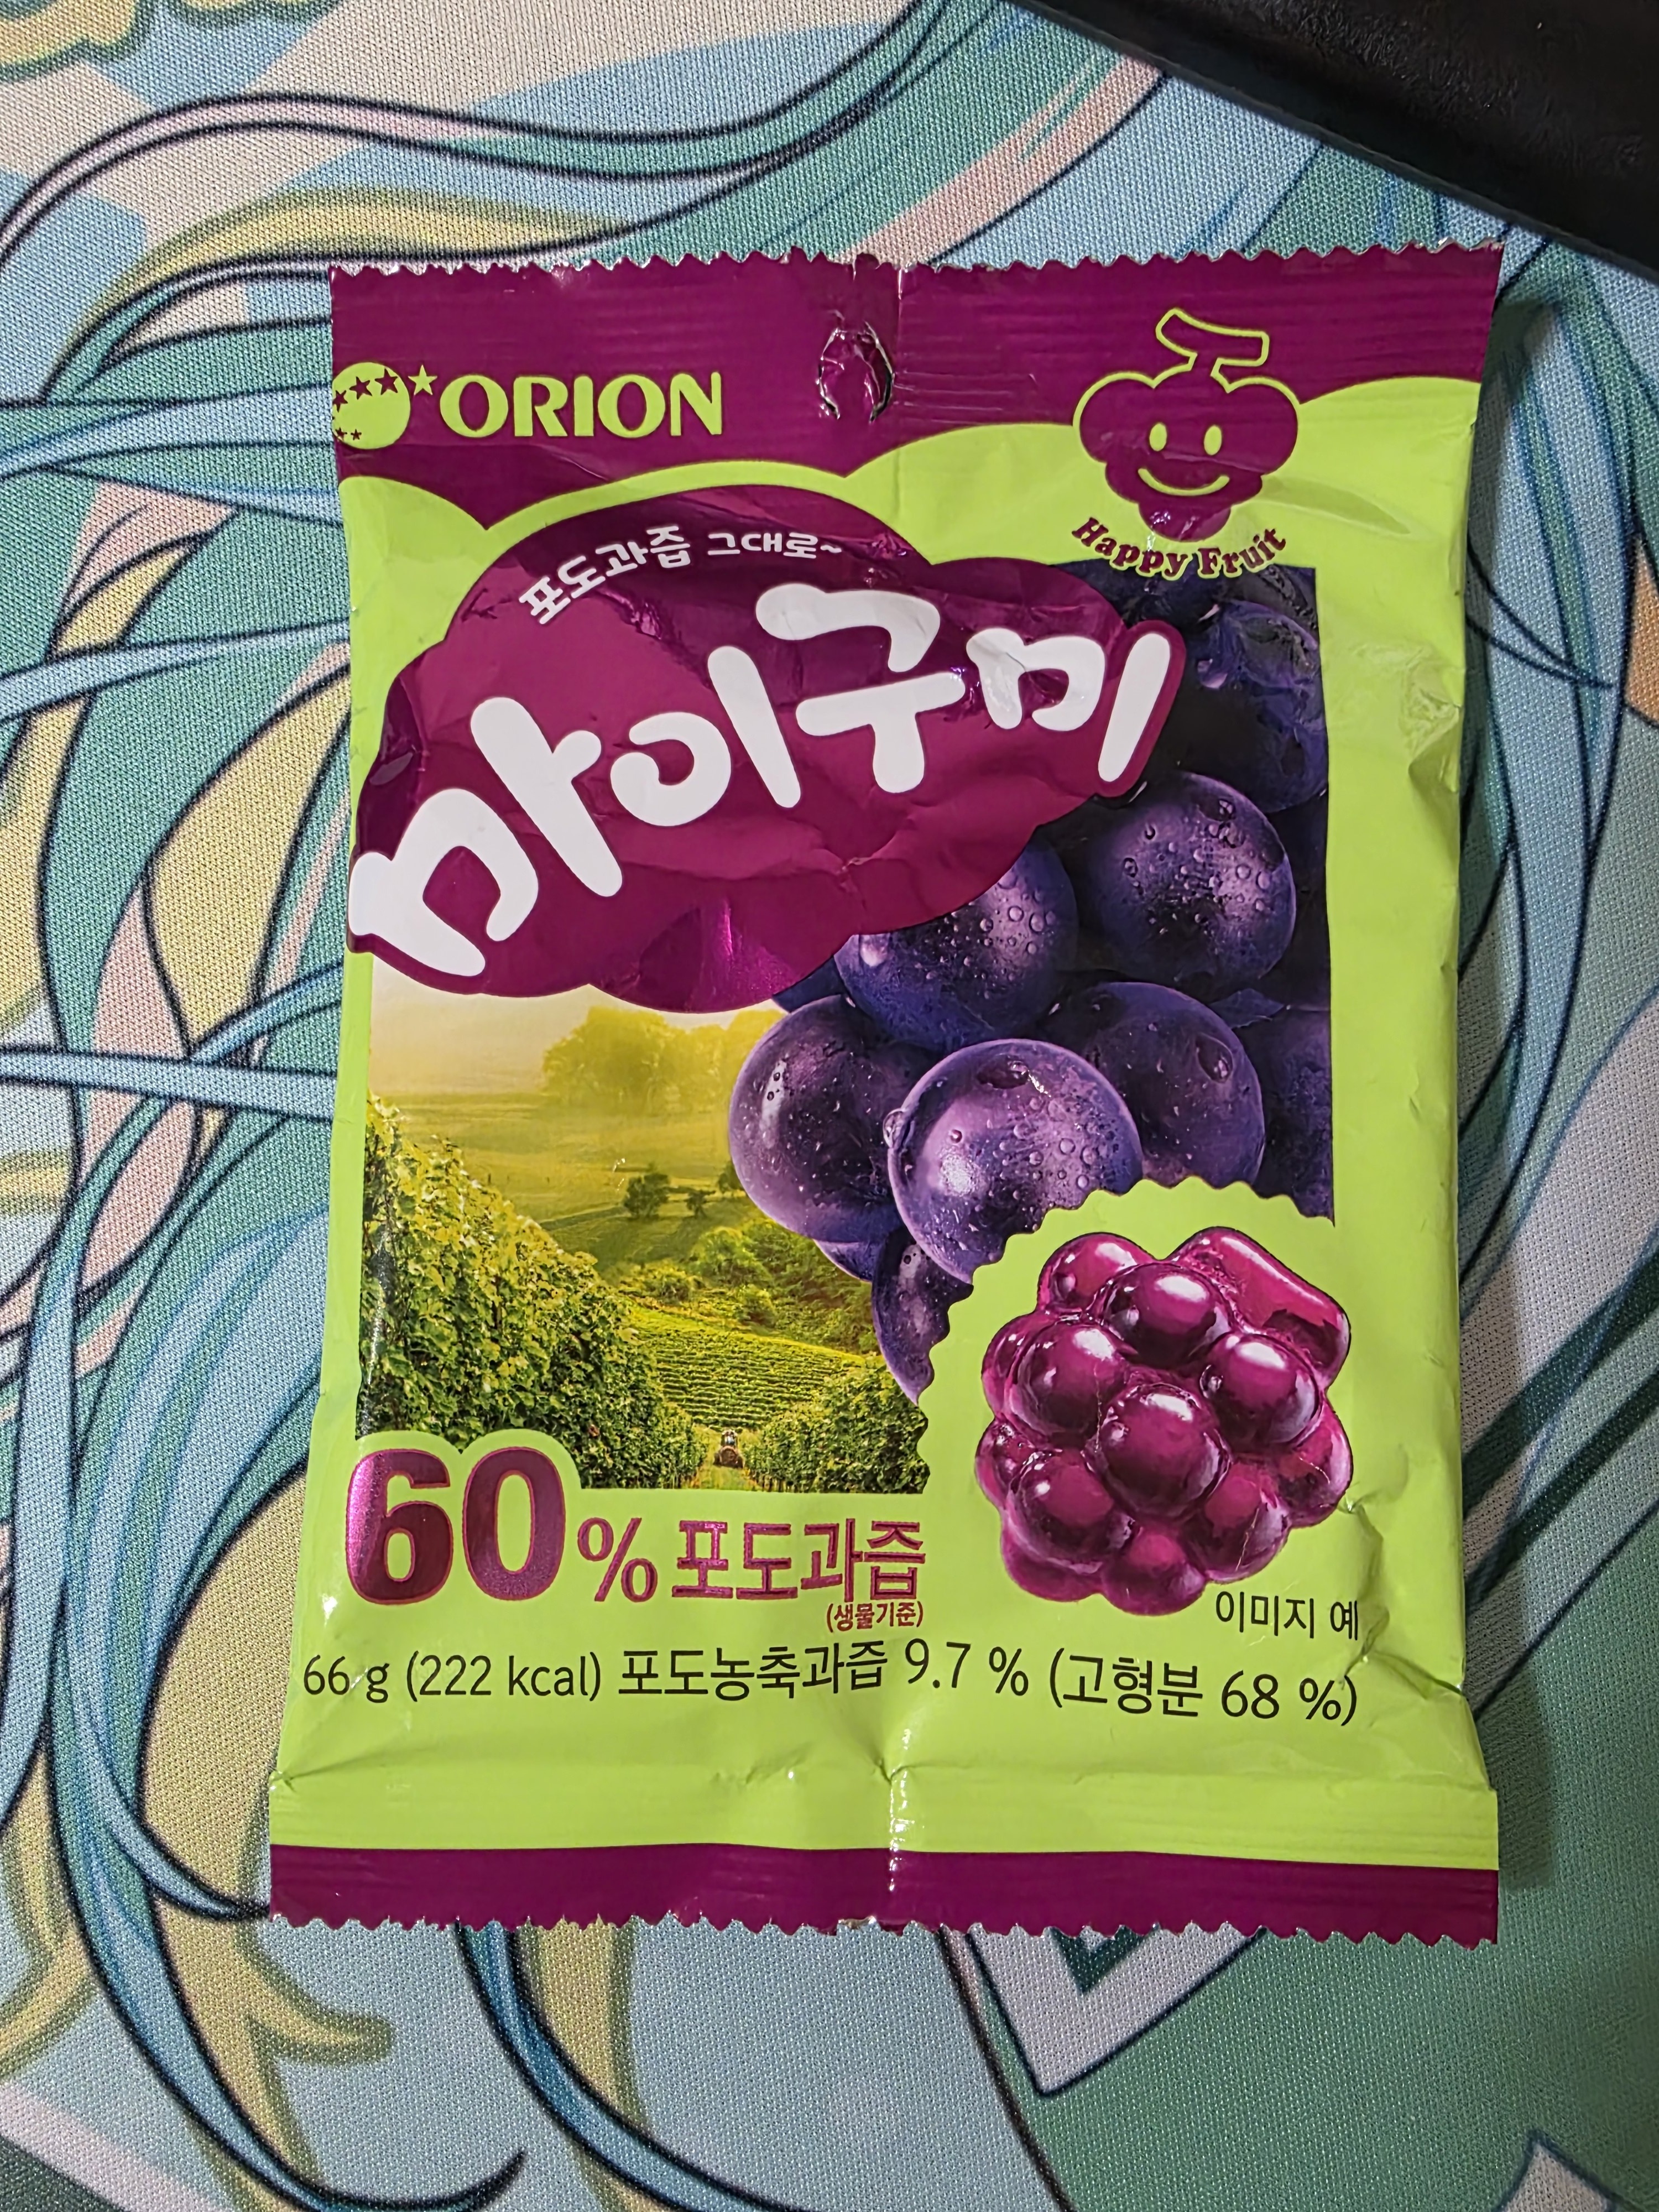 ORION
Happy Fruit
포도과즙 그대로~
마이구미
60% 포도과즙
(생물기준)
이미지 예
66 g (222 kcal) 포도농축과즙 9.7 % (고형분 68 %)